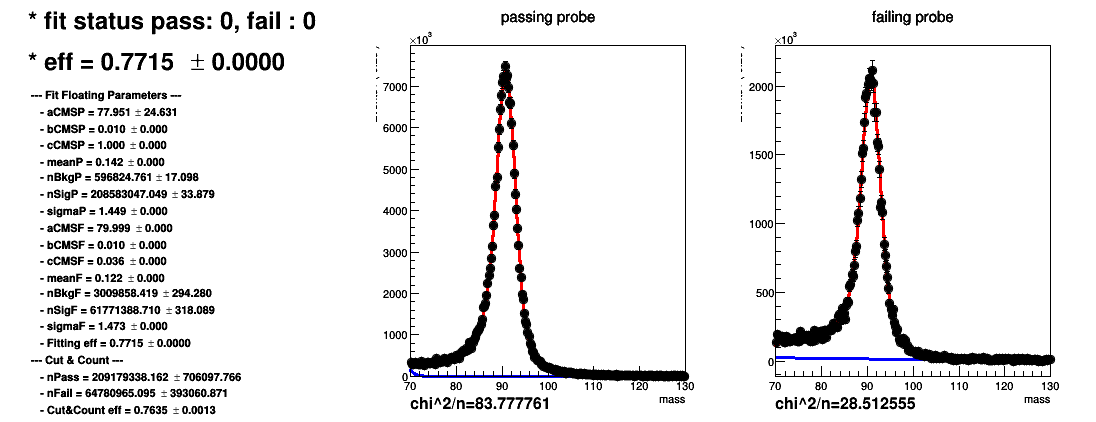 * fit status pass: 0, fail : 0
* eff = 0.7715 ± 0.0000
--- Fit Floating Parameters ---
- aCMSP = 77.951 ± 24.631
- bCMSP = 0.010 ± 0.000
- cCMSP = 1.000 ± 0.000
- meanP = 0.142 ± 0.000
- nBkgP = 596824.761 ± 17.098
- nSigP = 208583047.049 ± 33.879
- sigmaP = 1.449 ± 0.000
- aCMSF = 79.999 ± 0.000
- bCMSF = 0.010 ± 0.000
- cCMSF = 0.036 ± 0.000
- meanF = 0.122 ± 0.000
- nBkgF = 3009858.419 ± 294.280
- nSigF = 61771388.710 ± 318.089
- sigmaF = 1.473 ± 0.000
- Fitting eff = 0.7715 ± 0.0000
--- Cut & Count ---
- nPass = 209179338.162 ± 706097.766
- nFail = 64780965.095 ± 393060.871
- Cut&Count eff = 0.7635 ± 0.0013
passing probe
×10³
7000
6000
5000
4000
3000
2000
1000
0
70 80 90 100 110 120 130
mass
chi^2/n=83.777761
failing probe
×10³
2000
1500
1000
500
0
70 80 90 100 110 120 130
mass
chi^2/n=28.512555